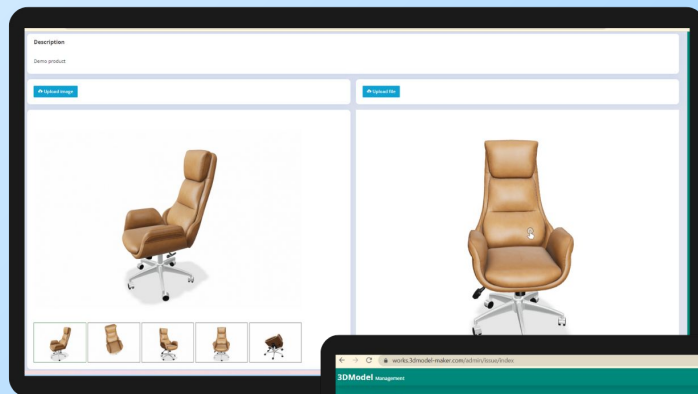 Description
Demo product
Upload image
Upload file
works.3dmodel-maker.com/admin/issue/index
3DModel Management